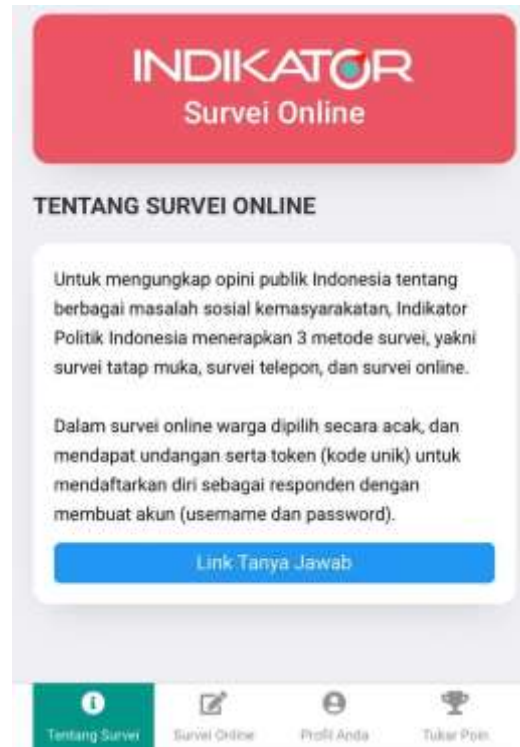 INDIKATOR
Survei Online
TENTANG SURVEI ONLINE
Untuk mengungkap opini publik Indonesia tentang
berbagai masalah sosial kemasyarakatan, Indikator
Politik Indonesia menerapkan 3 metode survei, yakni
survei tatap muka, survei telepon, dan survei online.
Dalam survei online warga dipilih secara acak, dan
mendapat undangan serta token (kode unik) untuk
mendaftarkan diri sebagai responden dengan
membuat akun (username dan password).
Link Tanya Jawab
Tentang Survei
Survei Online
Profil Anda
Tukar Poin